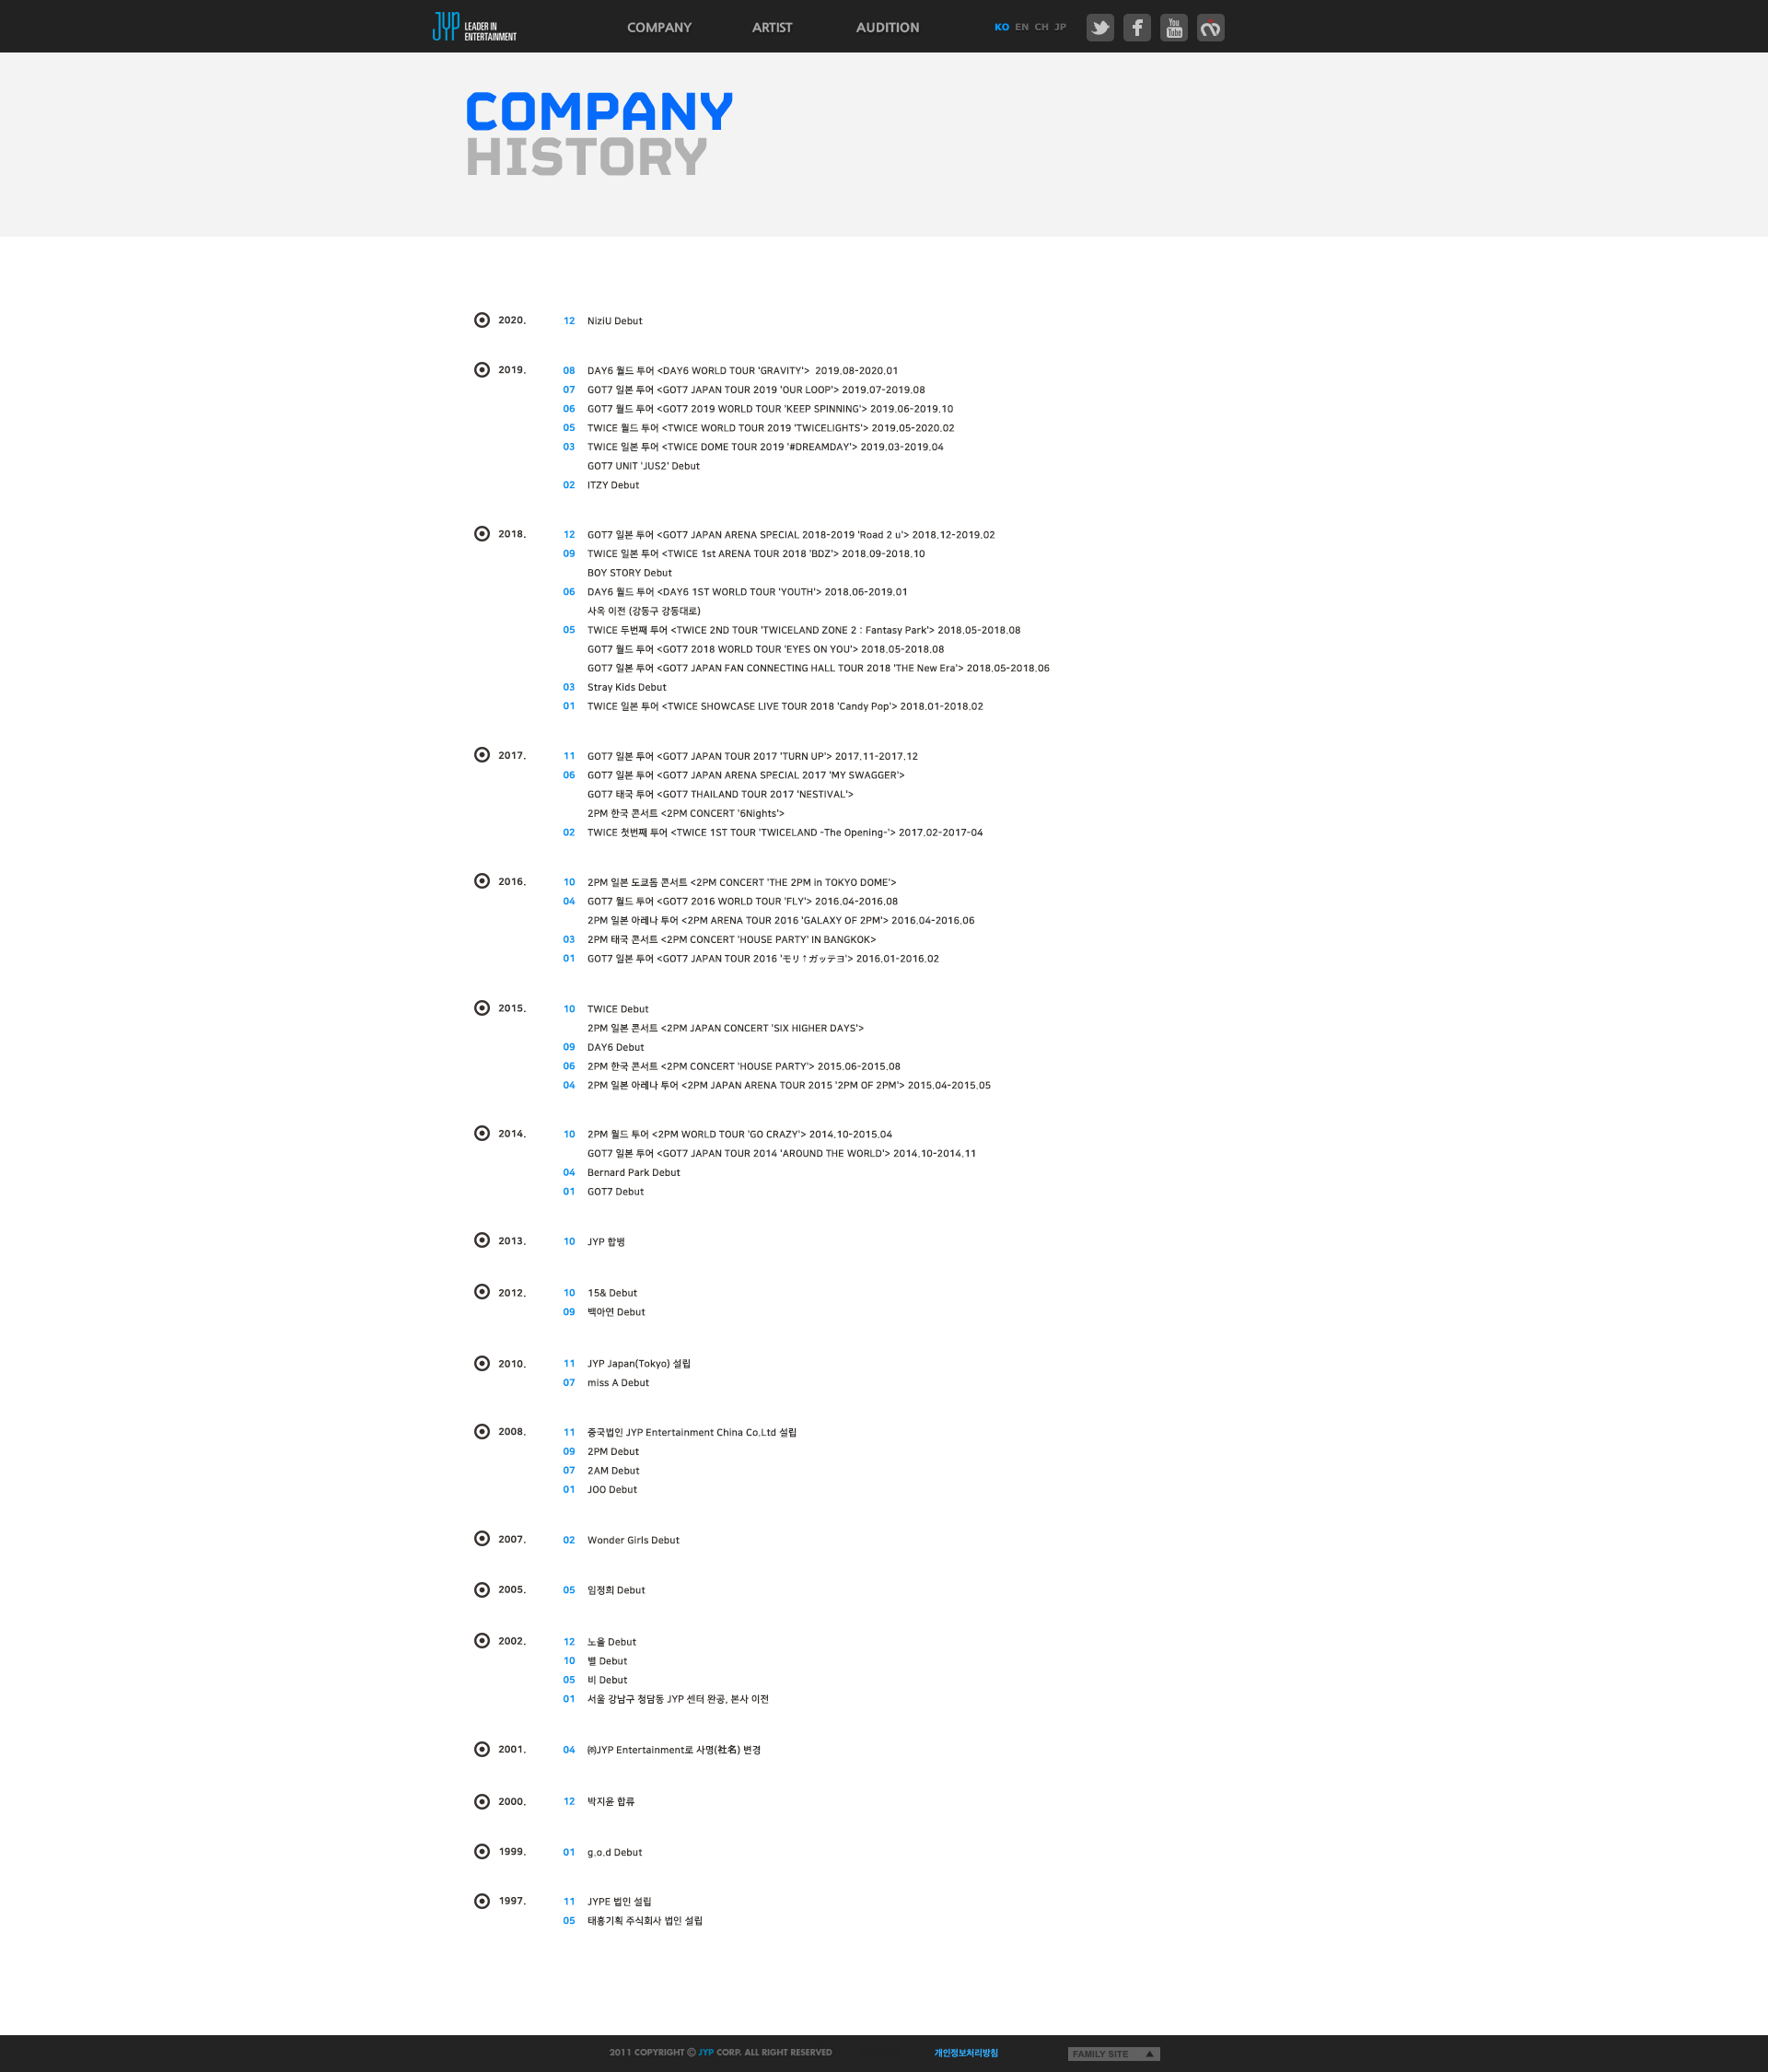 JYP LEADER IN ENTERTAINMENT
COMPANY ARTIST AUDITION KO EN CH JP You Tube
COMPANY
HISTORY
2020. 12 NiziU Debut
2019. 08 DAY6 월드 투어 <DAY6 WORLD TOUR 'GRAVITY'> 2019.08-2020.01
07 GOT7 일본 투어 <GOT7 JAPAN TOUR 2019 'OUR LOOP'> 2019.07-2019.08
06 GOT7 월드 투어 <GOT7 2019 WORLD TOUR 'KEEP SPINNING'> 2019.06-2019.10
05 TWICE 월드 투어 <TWICE WORLD TOUR 2019 'TWICELIGHTS'> 2019.05-2020.02
03 TWICE 일본 투어 <TWICE DOME TOUR 2019 '#DREAMDAY'> 2019.03-2019.04
GOT7 UNIT 'JUS2' Debut
02 ITZY Debut
2018. 12 GOT7 일본 투어 <GOT7 JAPAN ARENA SPECIAL 2018-2019 'Road 2 u'> 2018.12-2019.02
09 TWICE 일본 투어 <TWICE 1st ARENA TOUR 2018 'BDZ'> 2018.09-2018.10
BOY STORY Debut
06 DAY6 월드 투어 <DAY6 1ST WORLD TOUR 'YOUTH'> 2018.06-2019.01
사옥 이전 (강동구 강동대로)
05 TWICE 두번째 투어 <TWICE 2ND TOUR 'TWICELAND ZONE 2 : Fantasy Park'> 2018.05-2018.08
GOT7 월드 투어 <GOT7 2018 WORLD TOUR 'EYES ON YOU'> 2018.05-2018.08
GOT7 일본 투어 <GOT7 JAPAN FAN CONNECTING HALL TOUR 2018 'THE New Era'> 2018.05-2018.06
03 Stray Kids Debut
01 TWICE 일본 투어 <TWICE SHOWCASE LIVE TOUR 2018 'Candy Pop'> 2018.01-2018.02
2017. 11 GOT7 일본 투어 <GOT7 JAPAN TOUR 2017 'TURN UP'> 2017.11-2017.12
06 GOT7 일본 투어 <GOT7 JAPAN ARENA SPECIAL 2017 'MY SWAGGER'>
GOT7 태국 투어 <GOT7 THAILAND TOUR 2017 'NESTIVAL'>
2PM 한국 콘서트 <2PM CONCERT '6Nights'>
02 TWICE 첫번째 투어 <TWICE 1ST TOUR 'TWICELAND -The Opening-'> 2017.02-2017-04
2016. 10 2PM 일본 도쿄돔 콘서트 <2PM CONCERT 'THE 2PM in TOKYO DOME'>
04 GOT7 월드 투어 <GOT7 2016 WORLD TOUR 'FLY'> 2016.04-2016.08
2PM 일본 아레나 투어 <2PM ARENA TOUR 2016 'GALAXY OF 2PM'> 2016.04-2016.06
03 2PM 태국 콘서트 <2PM CONCERT 'HOUSE PARTY' IN BANGKOK>
01 GOT7 일본 투어 <GOT7 JAPAN TOUR 2016 'モリ↑ガッテヨ'> 2016.01-2016.02
2015. 10 TWICE Debut
2PM 일본 콘서트 <2PM JAPAN CONCERT 'SIX HIGHER DAYS'>
09 DAY6 Debut
06 2PM 한국 콘서트 <2PM CONCERT 'HOUSE PARTY'> 2015.06-2015.08
04 2PM 일본 아레나 투어 <2PM JAPAN ARENA TOUR 2015 '2PM OF 2PM'> 2015.04-2015.05
2014. 10 2PM 월드 투어 <2PM WORLD TOUR 'GO CRAZY'> 2014.10-2015.04
GOT7 일본 투어 <GOT7 JAPAN TOUR 2014 'AROUND THE WORLD'> 2014.10-2014.11
04 Bernard Park Debut
01 GOT7 Debut
2013. 10 JYP 합병
2012. 10 15& Debut
09 백아연 Debut
2010. 11 JYP Japan(Tokyo) 설립
07 miss A Debut
2008. 11 중국법인 JYP Entertainment China Co.Ltd 설립
09 2PM Debut
07 2AM Debut
01 JOO Debut
2007. 02 Wonder Girls Debut
2005. 05 임정희 Debut
2002. 12 노을 Debut
10 별 Debut
05 비 Debut
01 서울 강남구 청담동 JYP 센터 완공, 본사 이전
2001. 04 ㈜JYP Entertainment로 사명(社名) 변경
2000. 12 박지윤 합류
1999. 01 g.o.d Debut
1997. 11 JYPE 법인 설립
05 태홍기획 주식회사 법인 설립
2011 COPYRIGHT ⓒ JYP CORP. ALL RIGHT RESERVED 개인정보처리방침 FAMILY SITE ▲